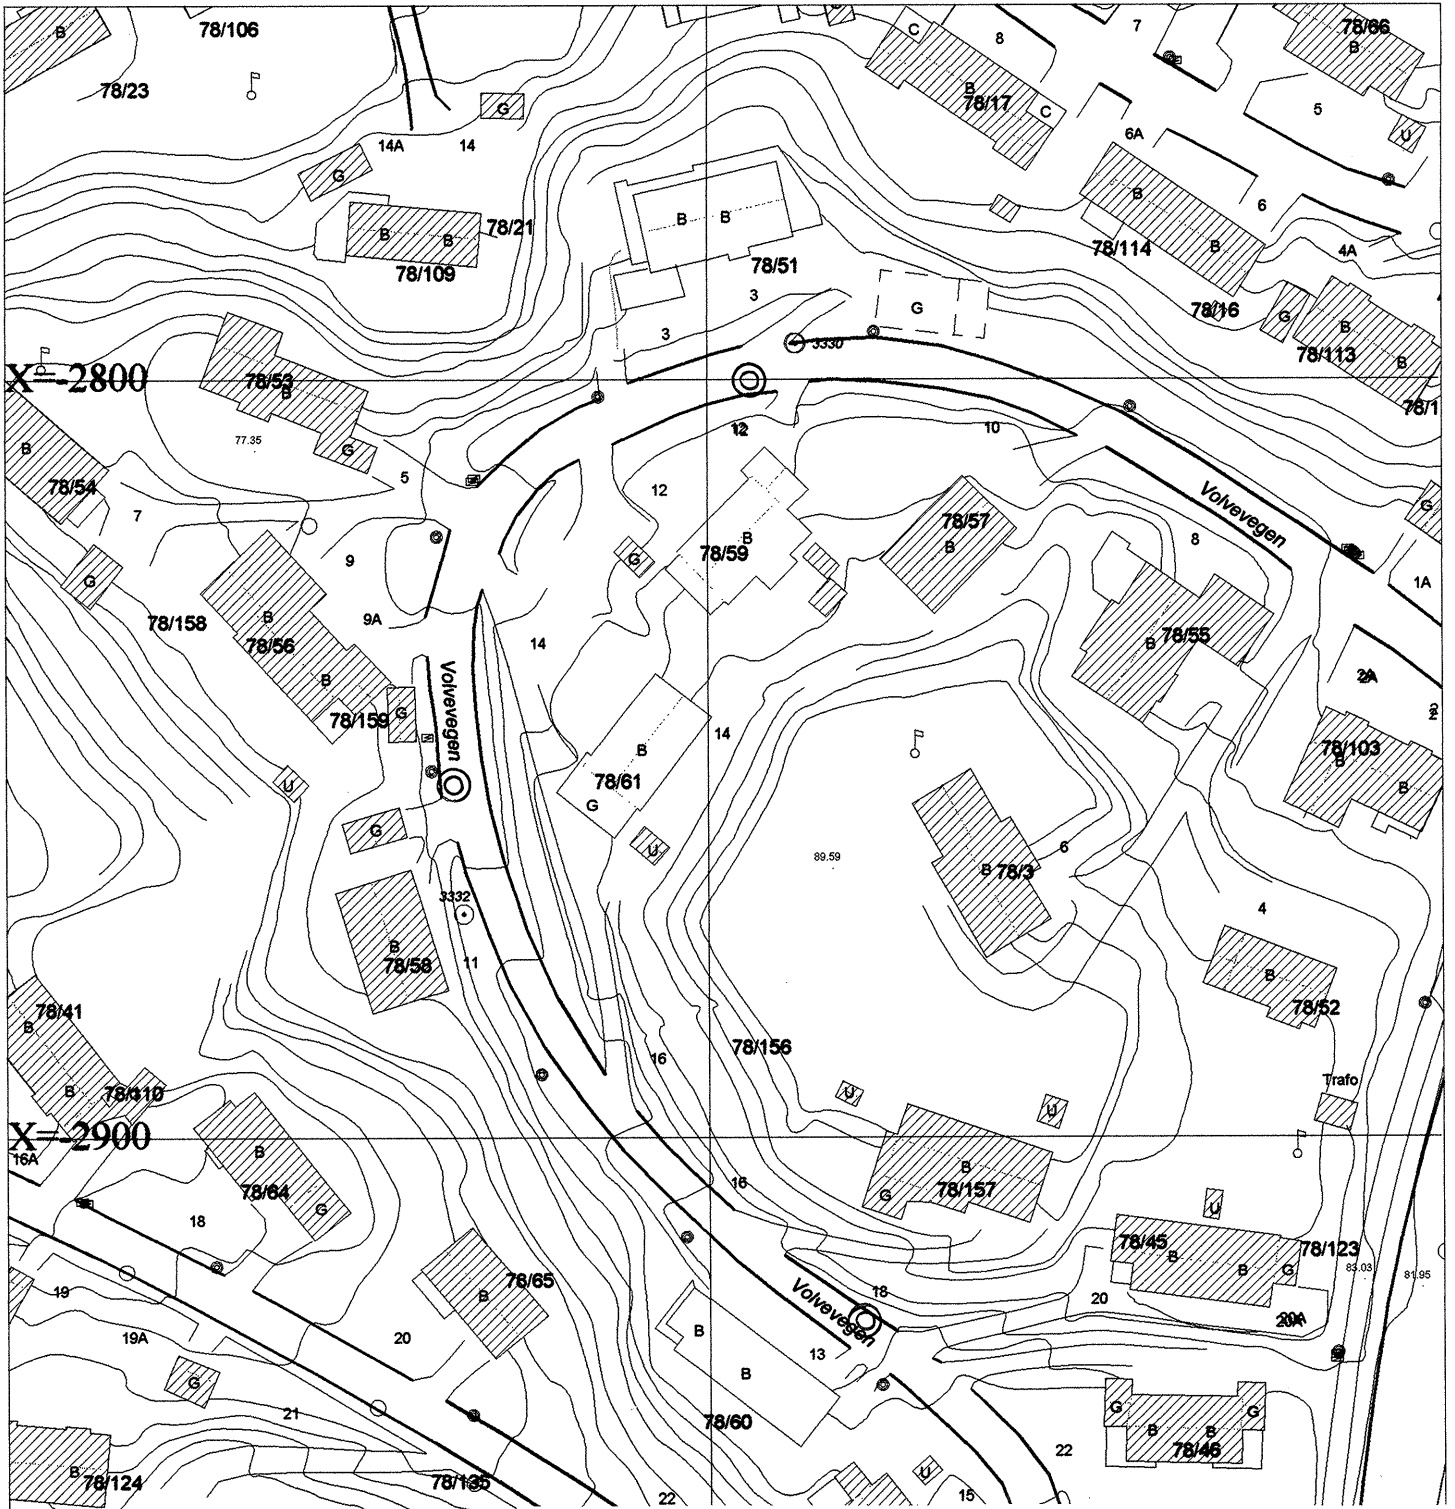 B
78/106
78/23
C
8
78/17
B
C
7
78/66
B
5
U
14A
14
G
G
6A
B
6
4A
B
B
78/21
78/109
B
B
78/51
3
3
G
3330
78/114
B
78/16
G
B
78/113
B
78/1
X=-2800
78/53
B
G
77.35
B
78/54
5
7
12
12
10
Volvevegen
G
8
1A
9
G
B
78/59
78/57
B
G
78/158
B
78/56
9A
14
B
78/55
2A
2
B
78/159
G
Volvevegen
14
B
78/61
G
U
78/103
B
B
U
G
89.59
6
B
78/3
3332
B
78/58
11
4
B
78/52
78/41
B
B
78/110
16
78/156
U
U
Trafo
X=-2900
16A
B
78/64
G
18
16
B
G
78/157
U
78/45
B
B
G
78/123
83.03
81.95
19
19A
20
78/65
B
18
Volvevegen
13
20
20A
G
21
B
B
78/60
G
B
B
G
78/46
22
B
78/124
78/135
22
U
15